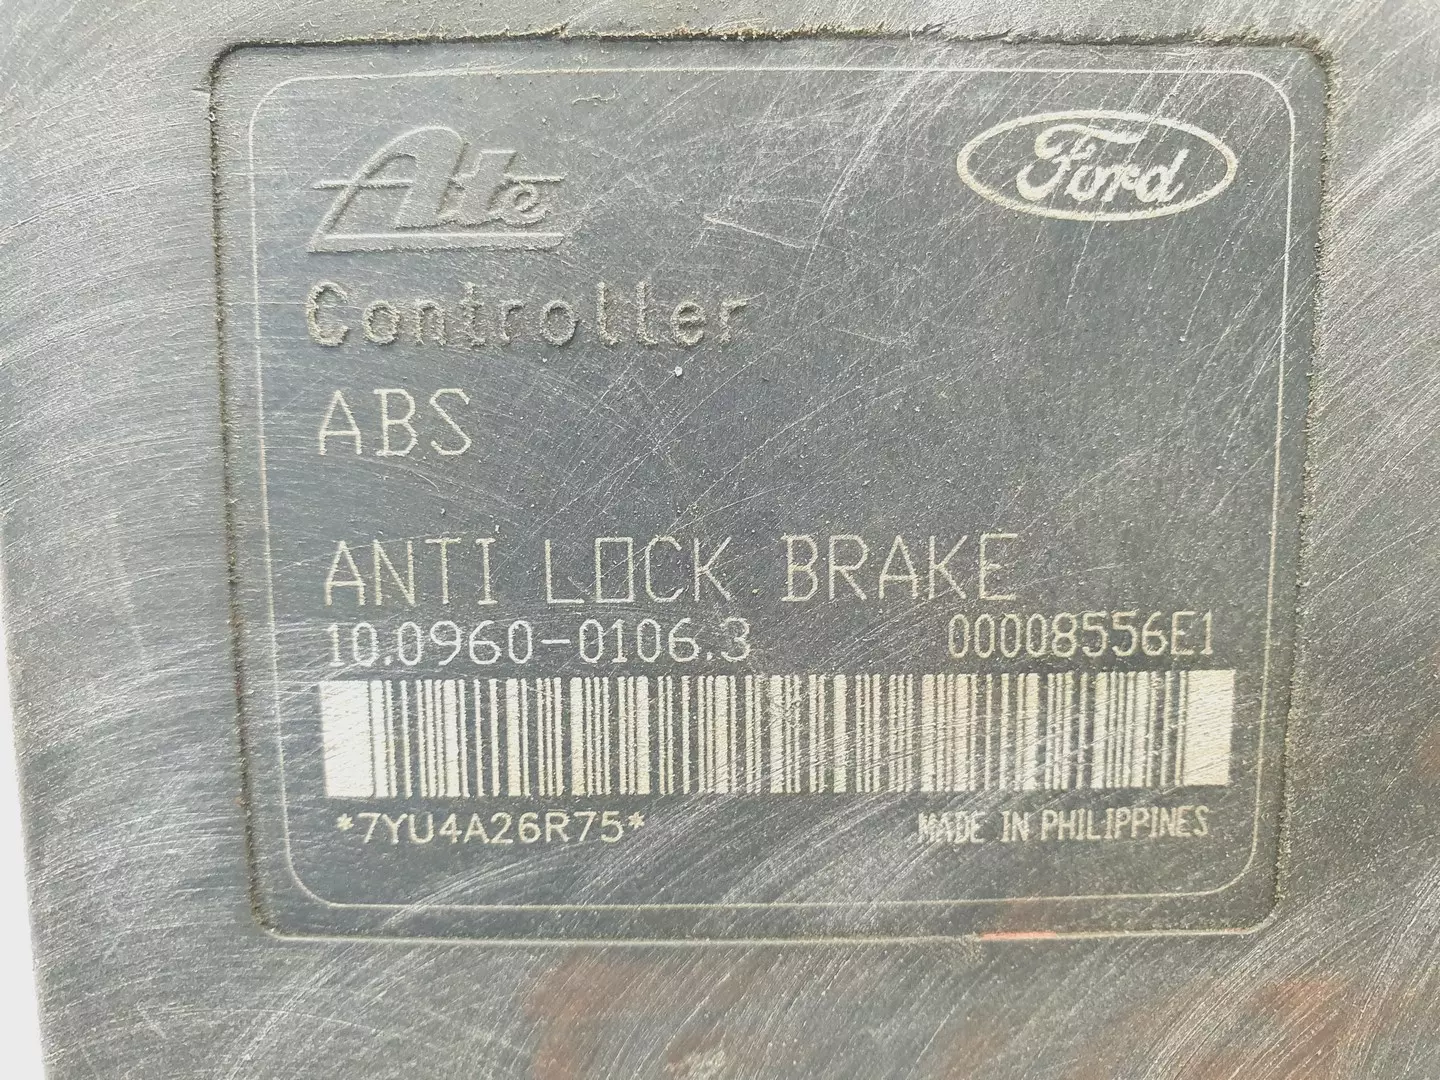 Ate
Ford
Controller
ABS
ANTI LOCK BRAKE
10.0960-0106.3 00008556E1
*7YU4A26R75*
MADE IN PHILIPPINES